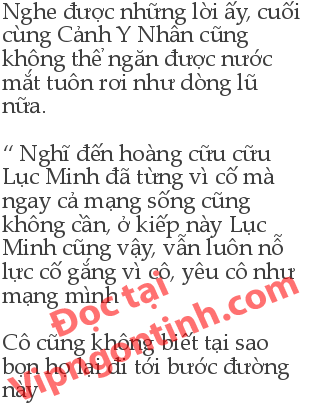 Nghe được những lời ấy, cuối
cùng Cảnh Y Nhân cũng
không thể ngăn được nước
mắt tuôn rơi như dòng lũ
nữa.
“ Nghĩ đến hoàng cữu cữu
Lục Minh đã từng vì cố mà
ngay cả mạng sống cũng
không cần, ở kiếp này Lục
Minh cũng vậy, vẫn luôn nỗ
lực cố gắng vì cô, yêu cô như
mạng mình
Cô cũng không biết tại sao
bọn họ lại đi tới bước đường
này
Đọc tại
Vipngontinh.com